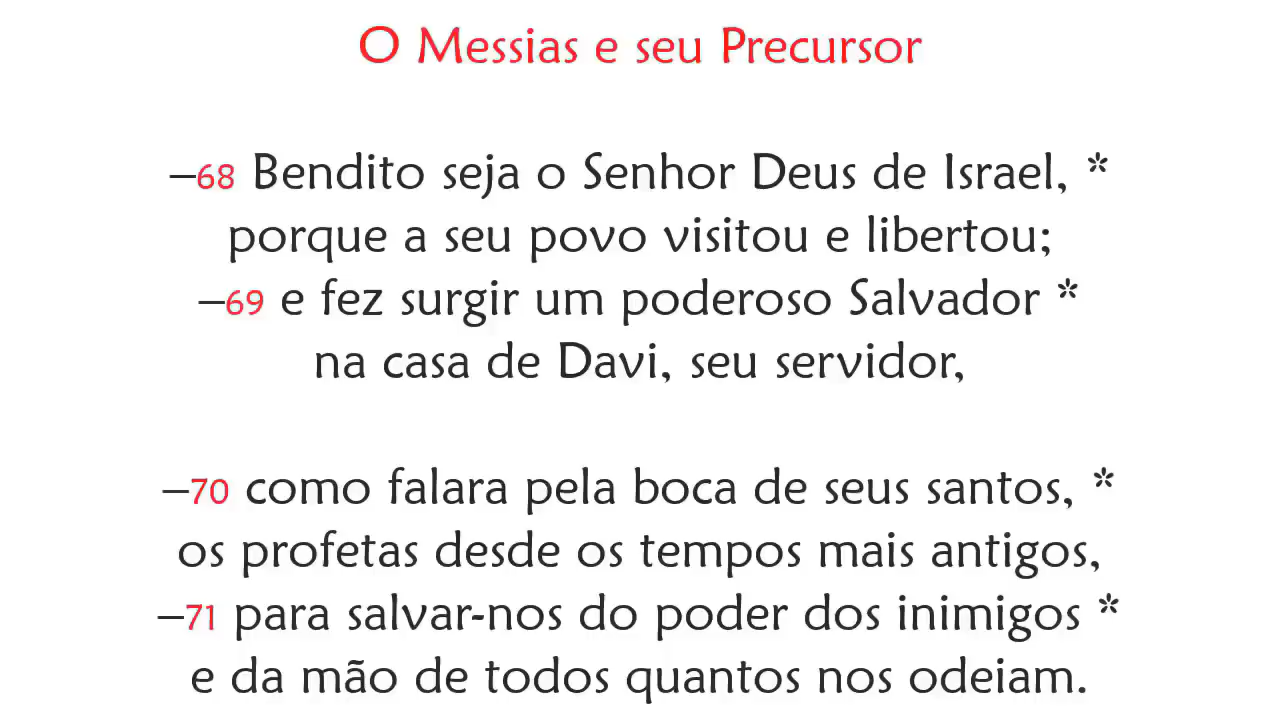 O Messias e seu Precursor
–68 Bendito seja o Senhor Deus de Israel, *
porque a seu povo visitou e libertou;
–69 e fez surgir um poderoso Salvador *
na casa de Davi, seu servidor,
–70 como falara pela boca de seus santos, *
os profetas desde os tempos mais antigos,
–71 para salvar-nos do poder dos inimigos *
e da mão de todos quantos nos odeiam.